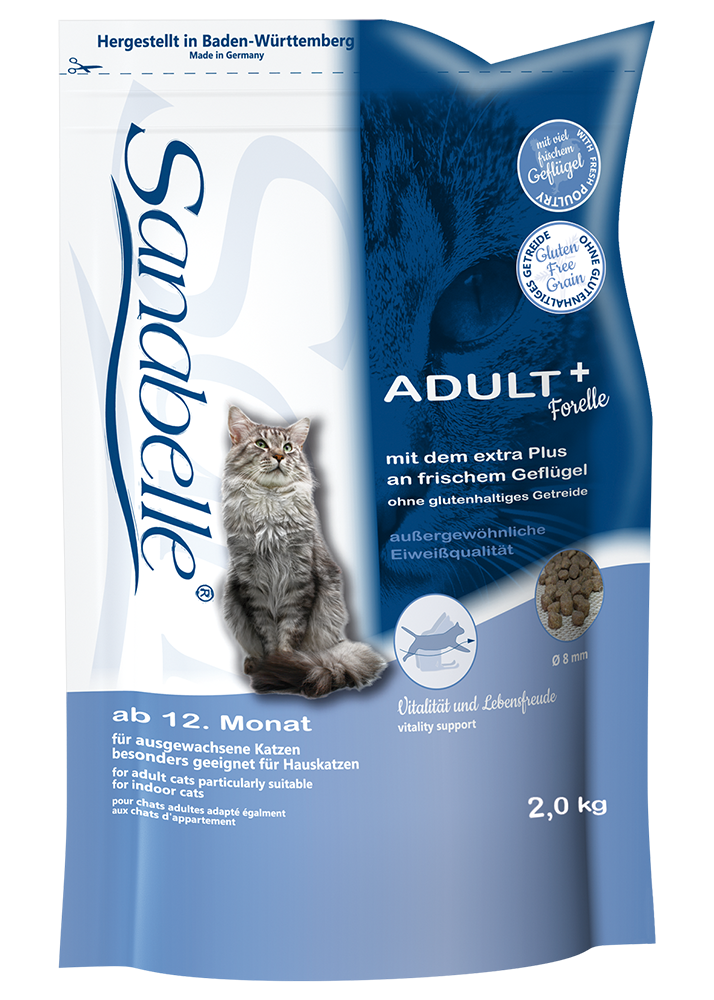 Hergestellt in Baden-Württemberg
Made in Germany
Sanabelle®
mit viel
frischem
Geflügel
WITH FRESH POULTRY
OHNE GLUTENHALTIGES GETREIDE
Gluten
Free
Grain
ADULT+
Forelle
mit dem extra Plus
an frischem Geflügel
ohne glutenhaltiges Getreide
außergewöhnliche
Eiweißqualität
Ø 8 mm
Vitalität und Lebensfreude
vitality support
ab 12. Monat
für ausgewachsene Katzen
besonders geeignet für Hauskatzen
for adult cats particularly suitable
for indoor cats
pour chats adultes adapté égalment
aux chats d'appartement
2,0 kg